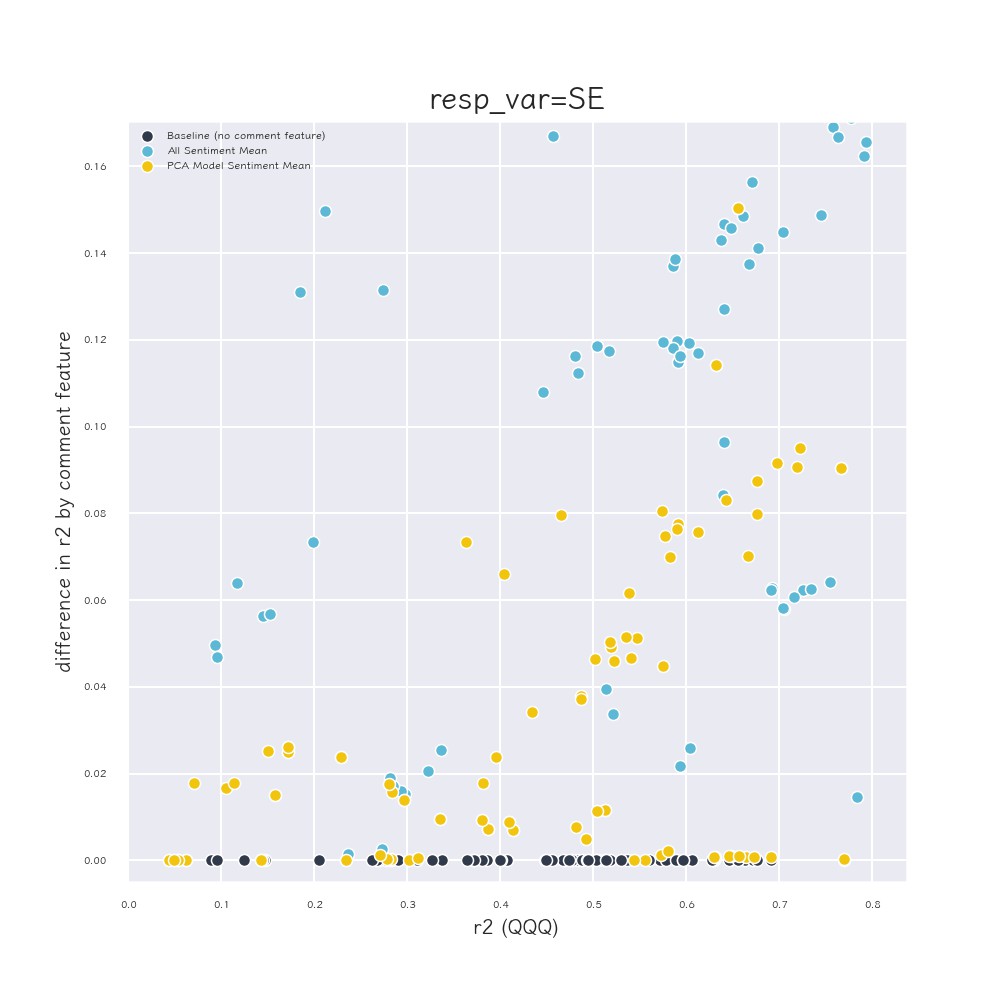 resp_var=SE
Baseline (no comment feature)
All Sentiment Mean
PCA Model Sentiment Mean
difference in r2 by comment feature
0.16
0.14
0.12
0.10
0.08
0.06
0.04
0.02
0.00
0.0 0.1 0.2 0.3 0.4 0.5 0.6 0.7 0.8
r2 (QQQ)